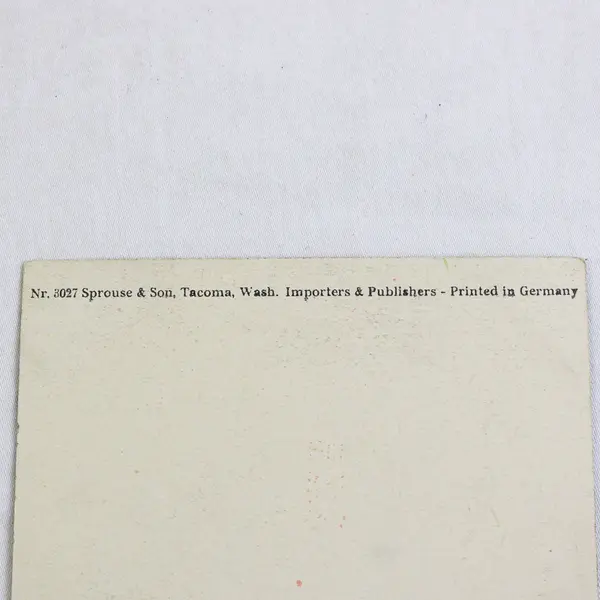 Nr. 3027 Sprouse & Son, Tacoma, Wash. Importers & Publishers - Printed in Germany